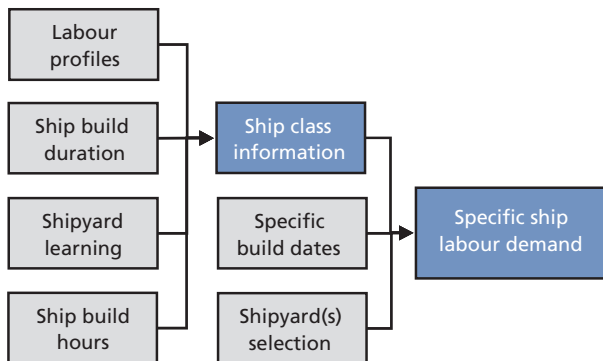 Labour
profiles
Ship build
duration
Shipyard
learning
Ship build
hours
Ship class
information
Specific
build dates
Shipyard(s)
selection
Specific ship
labour demand